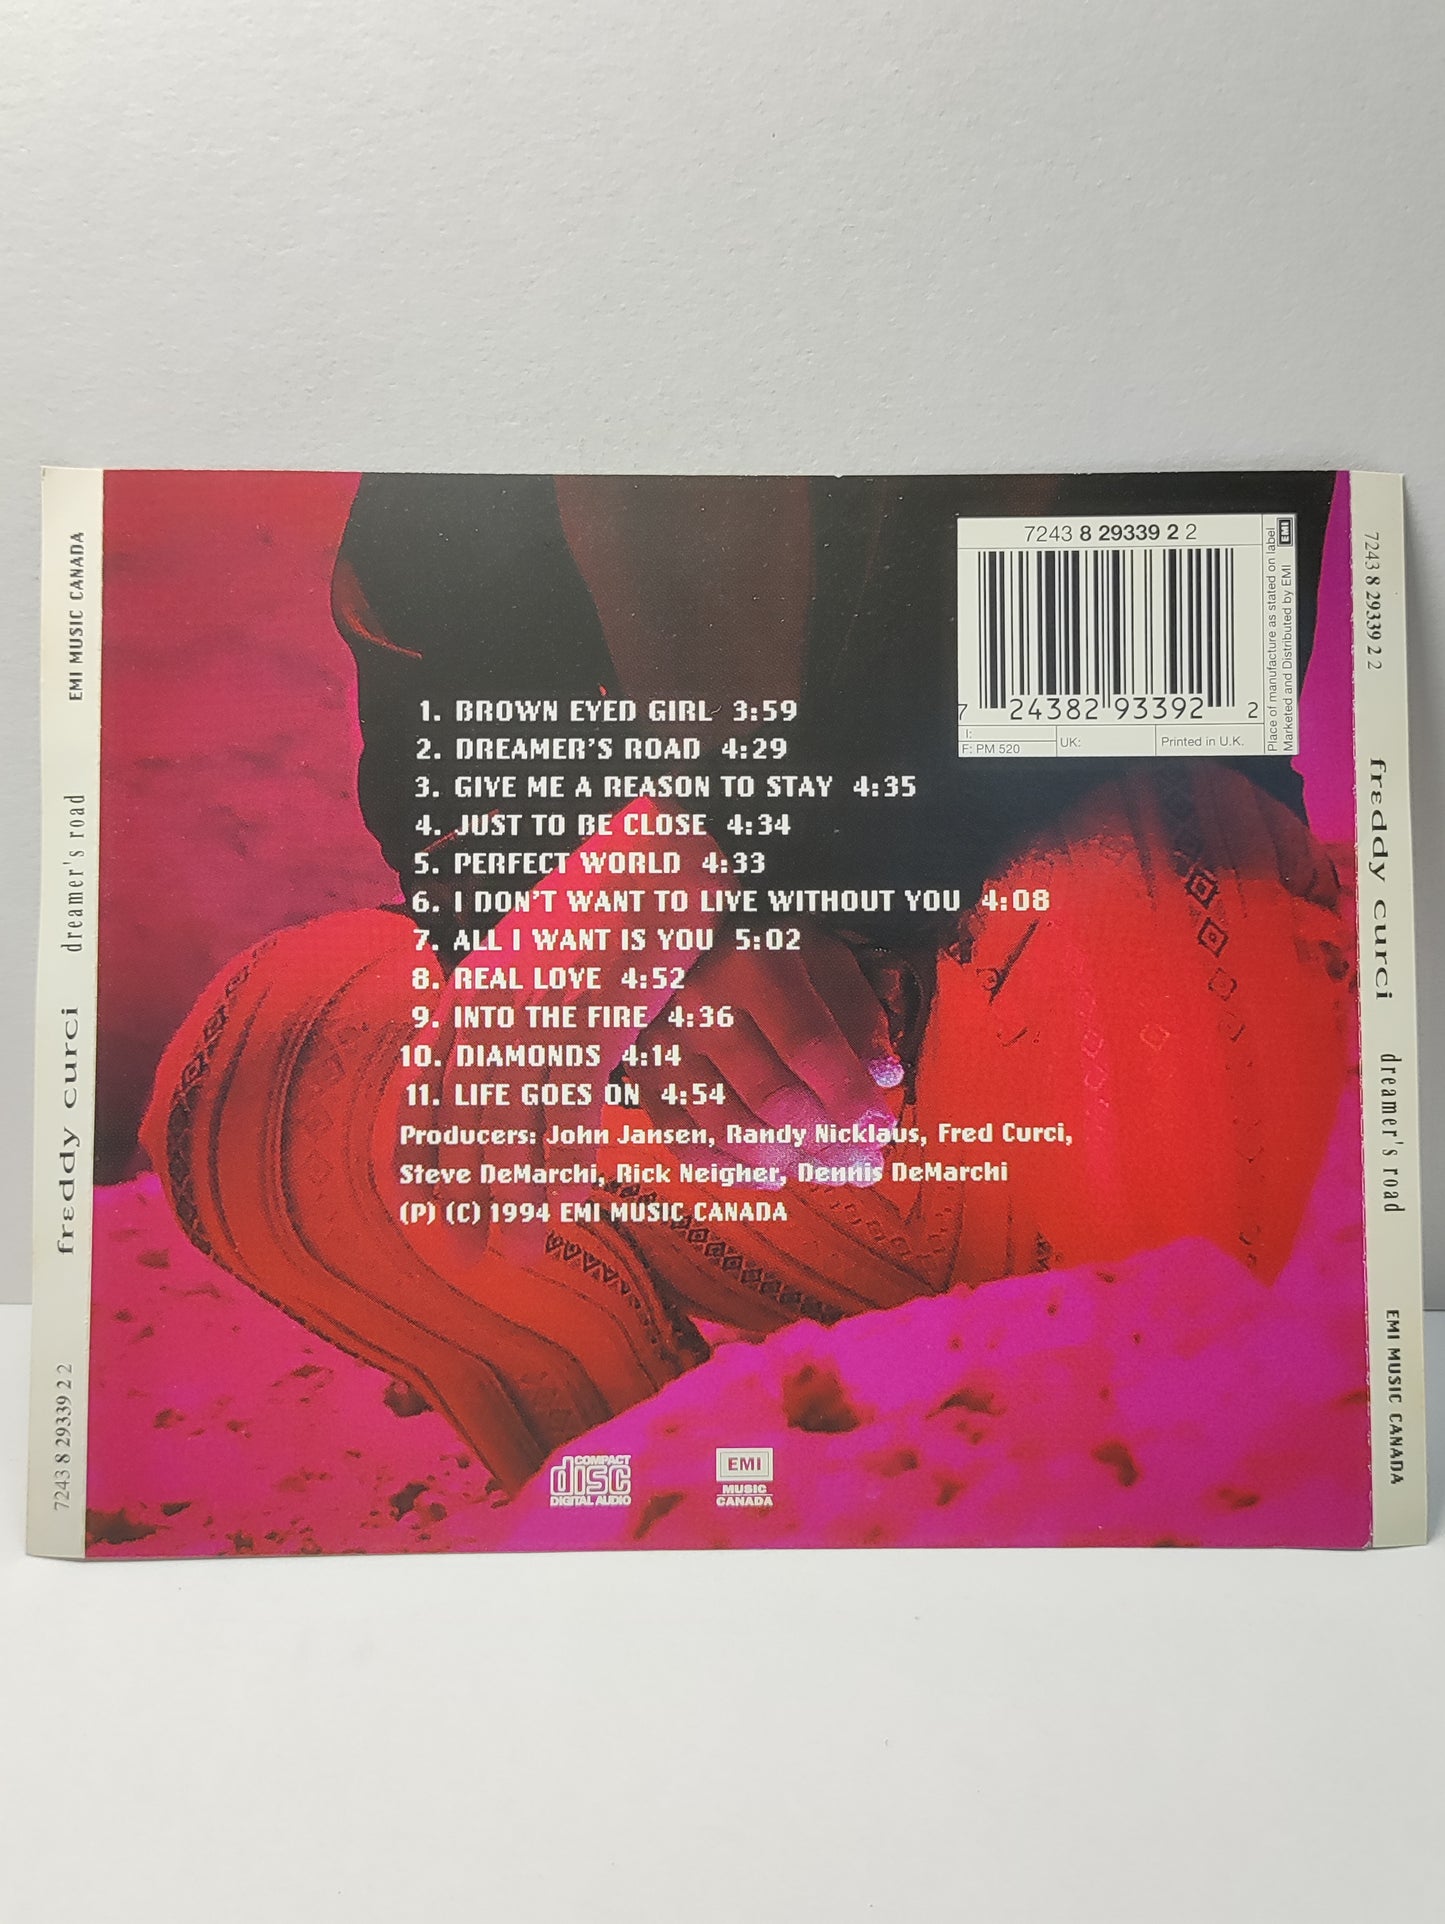 EMI MUSIC CANADA
dreamer's road
freddy curci
7243 8 29339 2 2
7243 8 29339 2 2
7 24382 93392 2
I:
F: PM 520
UK:
Printed in U.K.
Place of manufacture as stated on label
Marketed and Distributed by EMI
EMI
1. BROWN EYED GIRL 3:59
2. DREAMER'S ROAD 4:29
3. GIVE ME A REASON TO STAY 4:35
4. JUST TO BE CLOSE 4:34
5. PERFECT WORLD 4:33
6. I DON'T WANT TO LIVE WITHOUT YOU 4:08
7. ALL I WANT IS YOU 5:02
8. REAL LOVE 4:52
9. INTO THE FIRE 4:36
10. DIAMONDS 4:14
11. LIFE GOES ON 4:54
Producers: John Jansen, Randy Nicklaus, Fred Curci,
Steve DeMarchi, Rick Neigher, Dennis DeMarchi
(P) (C) 1994 EMI MUSIC CANADA
COMPACT
disc
DIGITAL AUDIO
EMI
MUSIC
CANADA
7243 8 29339 2 2
freddy curci
dreamer's road
EMI MUSIC CANADA